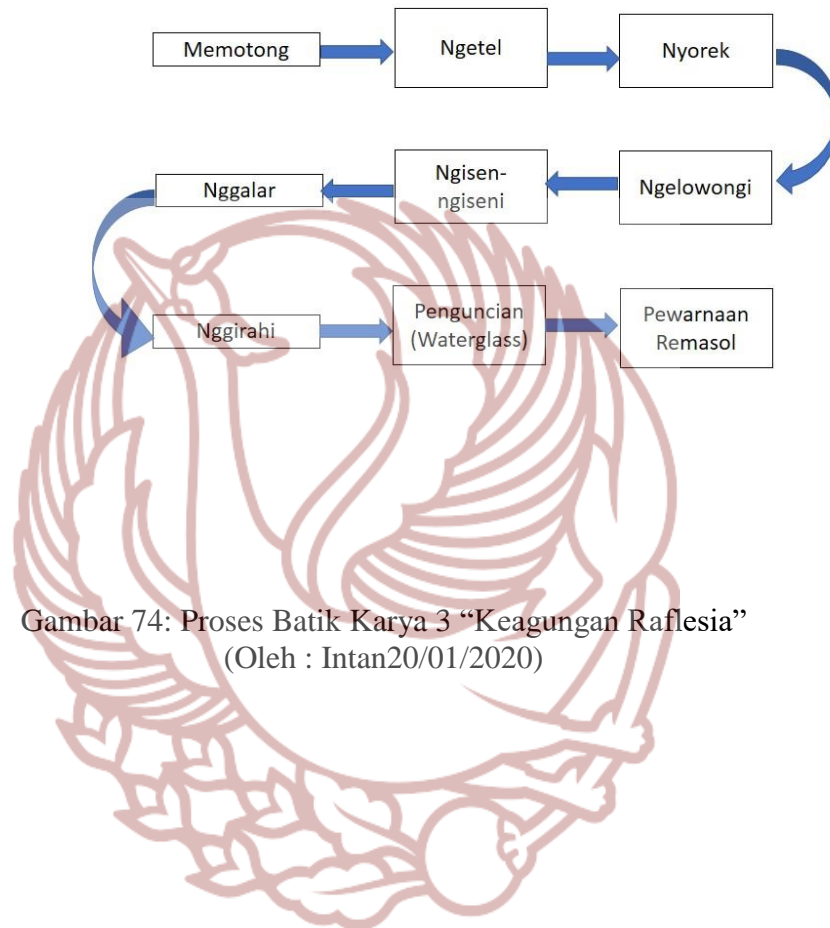 Memotong
Ngetel
Nyorek
Ngelowongi
Ngisen-
ngiseni
Nggalar
Nggirahi
Penguncian
(Waterglass)
Pewarnaan
Remasol
Gambar 74: Proses Batik Karya 3 “Keagungan Raflesia”
(Oleh : Intan20/01/2020)